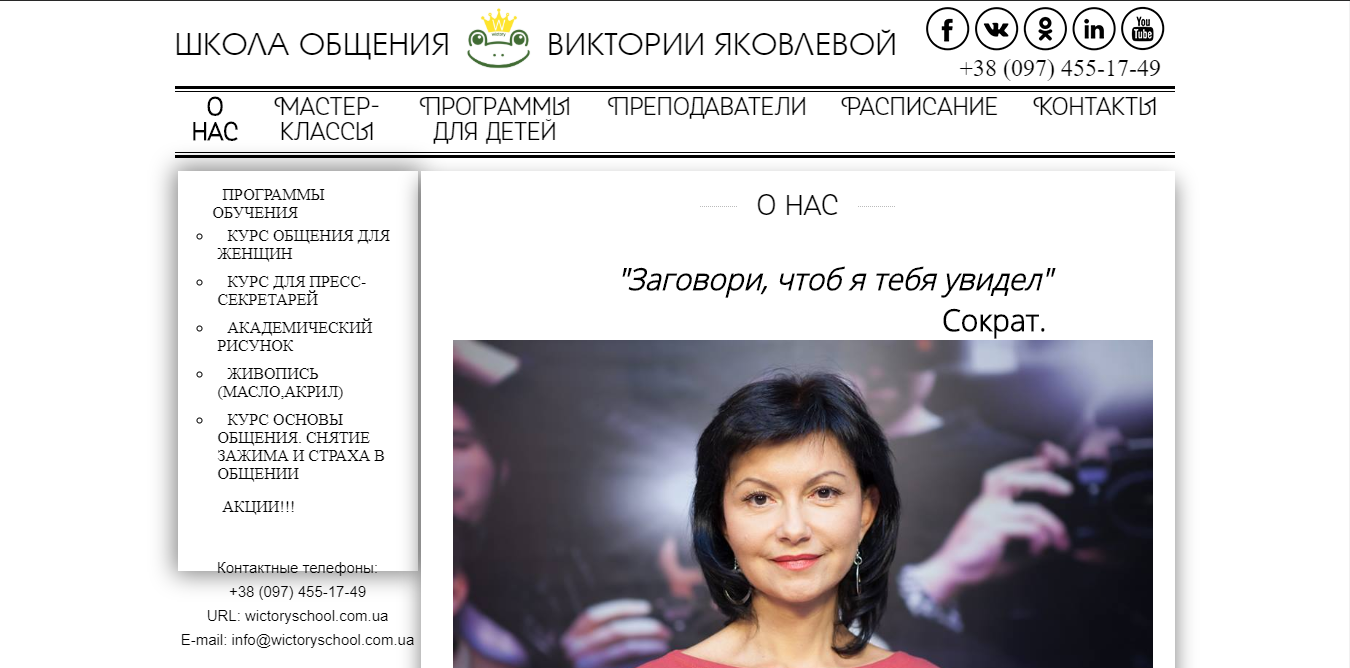 ШКОЛА ОБЩЕНИЯ
W
wictory
ВИКТОРИИ ЯКОВЛЕВОЙ
You
Tube
+38 (097) 455-17-49
О
НАС
МАСТЕР-
КЛАССЫ
ПРОГРАММЫ
ДЛЯ ДЕТЕЙ
ПРЕПОДАВАТЕЛИ
РАСПИСАНИЕ
КОНТАКТЫ
ПРОГРАММЫ
ОБУЧЕНИЯ
КУРС ОБЩЕНИЯ ДЛЯ
ЖЕНЩИН
КУРС ДЛЯ ПРЕСС-
СЕКРЕТАРЕЙ
АКАДЕМИЧЕСКИЙ
РИСУНОК
ЖИВОПИСЬ
(МАСЛО,АКРИЛ)
КУРС ОСНОВЫ
ОБЩЕНИЯ. СНЯТИЕ
ЗАЖИМА И СТРАХА В
ОБЩЕНИИ
АКЦИИ!!!
Контактные телефоны:
+38 (097) 455-17-49
URL: wictoryschool.com.ua
E-mail: info@wictoryschool.com.ua
О НАС
"Заговори, чтоб я тебя увидел"
Сократ.